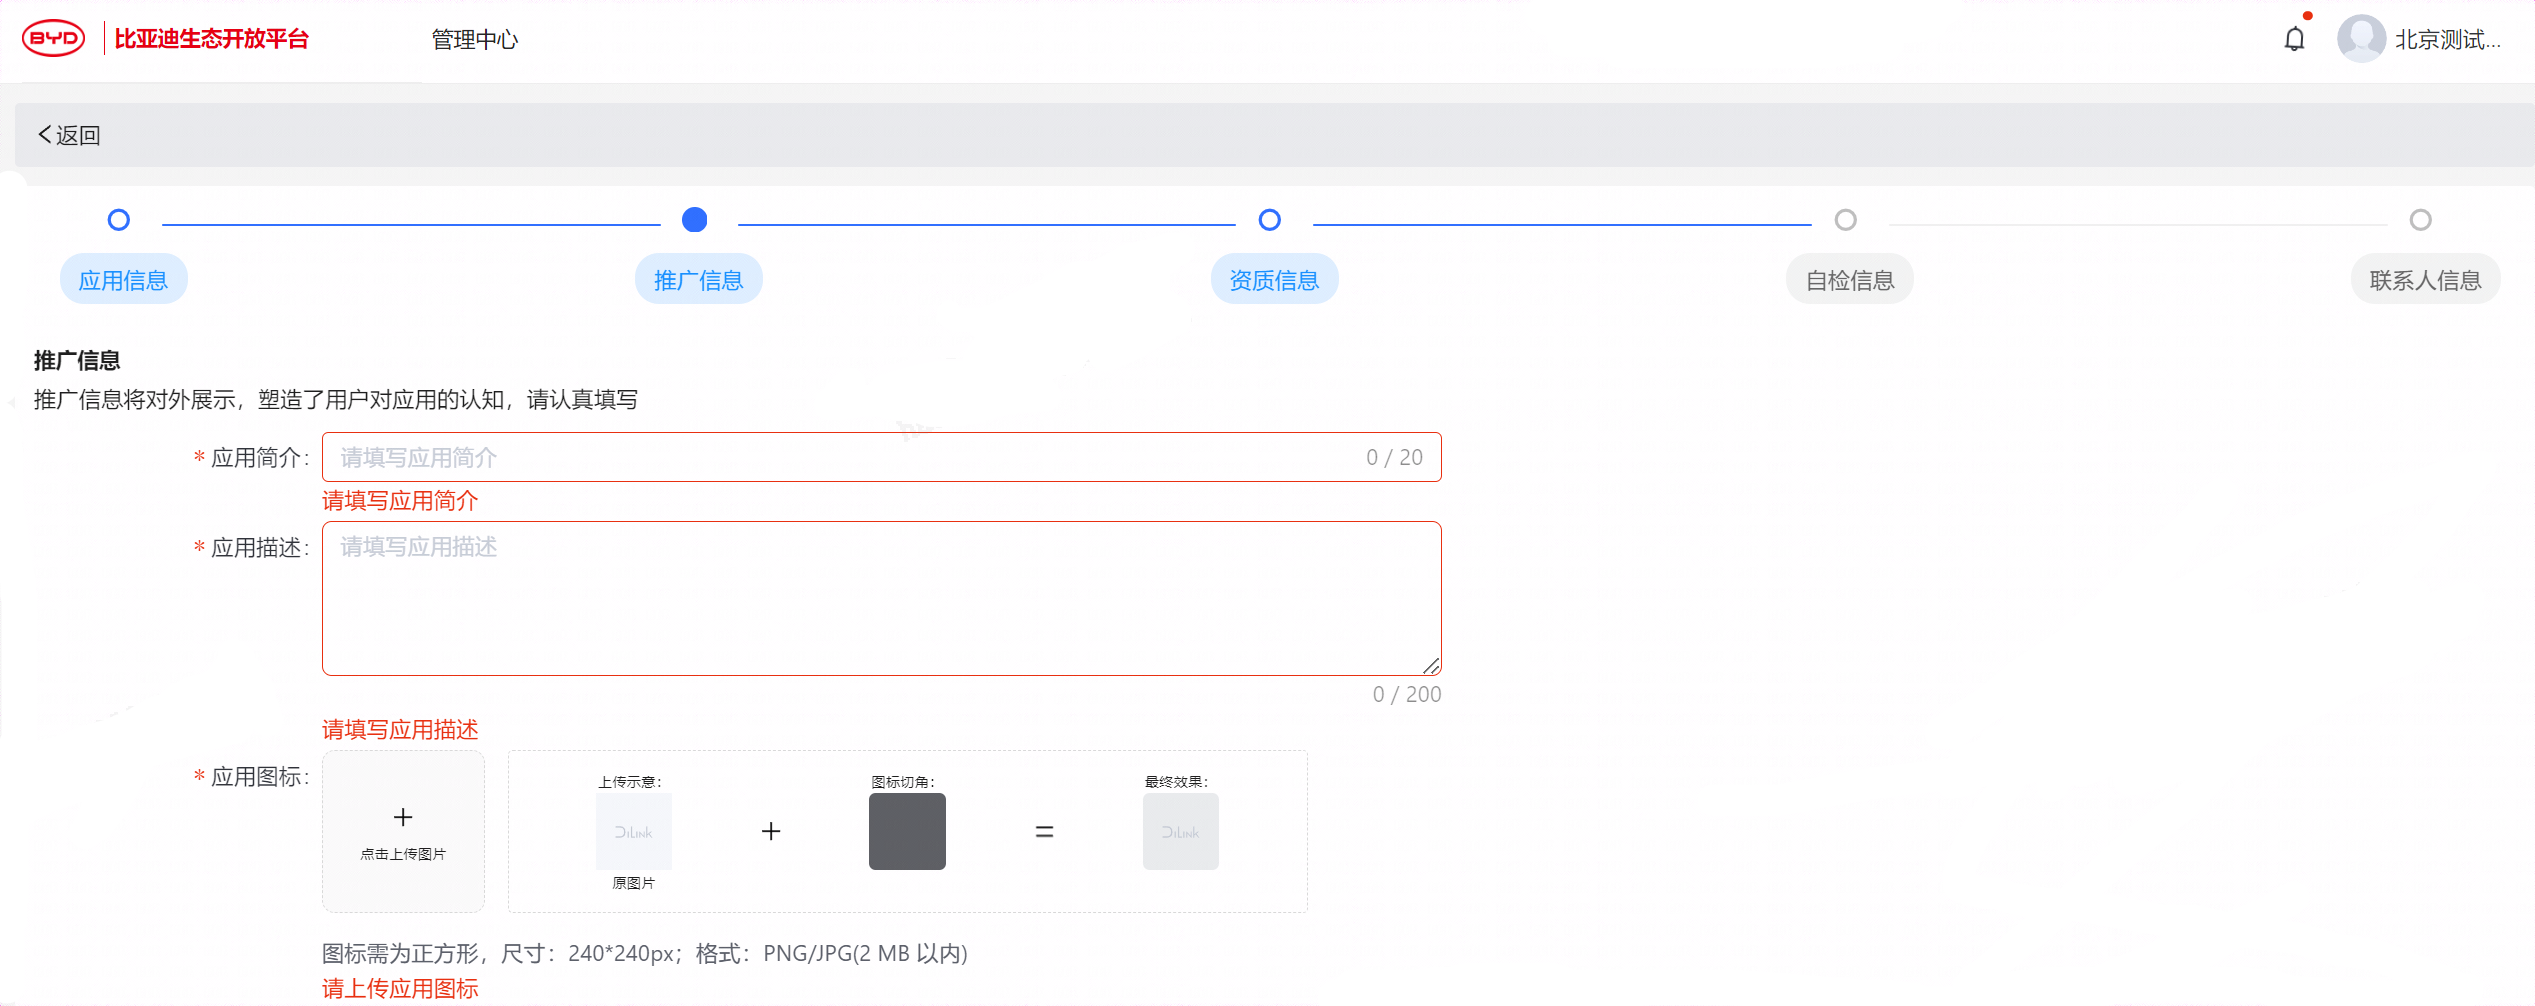 BYD 比亚迪生态开放平台 管理中心 北京测试...
返回
应用信息 推广信息 资质信息 自检信息 联系人信息
推广信息
推广信息将对外展示，塑造了用户对应用的认知，请认真填写
* 应用简介： 请填写应用简介 0 / 20
请填写应用简介
* 应用描述： 请填写应用描述
0 / 200
请填写应用描述
* 应用图标：
点击上传图片
上传示意： 图标切角： 最终效果：
DiLink + = DiLink
原图片
图标需为正方形，尺寸：240*240px；格式：PNG/JPG(2 MB 以内)
请上传应用图标